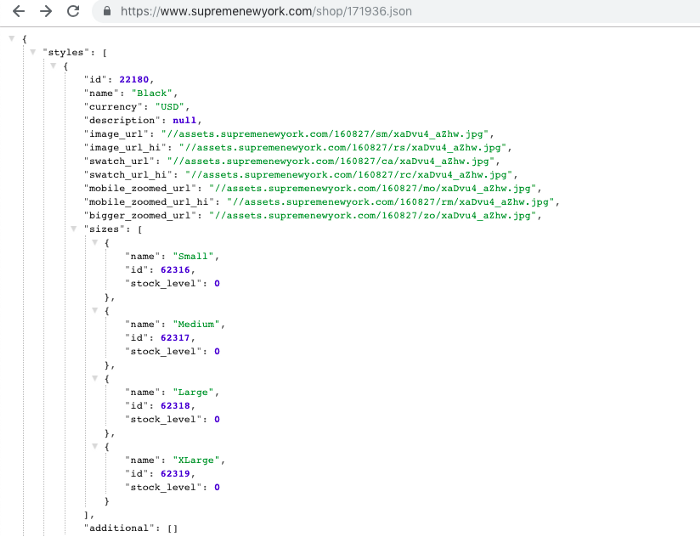 https://www.supremenewyork.com/shop/171936.json
{
"styles": [
{
"id": 22180,
"name": "Black",
"currency": "USD",
"description": null,
"image_url": "//assets.supremenewyork.com/160827/sm/xaDvu4_aZhw.jpg",
"image_url_hi": "//assets.supremenewyork.com/160827/rs/xaDvu4_aZhw.jpg",
"swatch_url": "//assets.supremenewyork.com/160827/ca/xaDvu4_aZhw.jpg",
"swatch_url_hi": "//assets.supremenewyork.com/160827/rc/xaDvu4_aZhw.jpg",
"mobile_zoomed_url": "//assets.supremenewyork.com/160827/mo/xaDvu4_aZhw.jpg",
"mobile_zoomed_url_hi": "//assets.supremenewyork.com/160827/rm/xaDvu4_aZhw.jpg",
"bigger_zoomed_url": "//assets.supremenewyork.com/160827/zo/xaDvu4_aZhw.jpg",
"sizes": [
{
"name": "Small",
"id": 62316,
"stock_level": 0
},
{
"name": "Medium",
"id": 62317,
"stock_level": 0
},
{
"name": "Large",
"id": 62318,
"stock_level": 0
},
{
"name": "XLarge",
"id": 62319,
"stock_level": 0
}
],
"additional": []